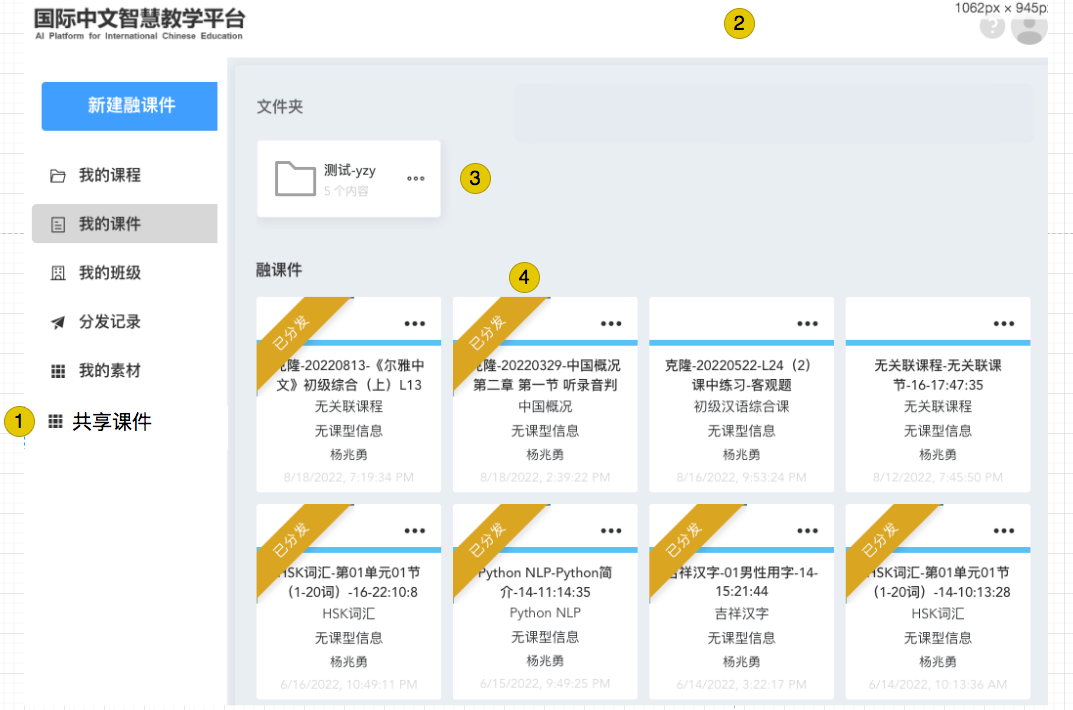 国际中文智慧教学平台
AI Platform for International Chinese Education
2
1062px × 945p
?
新建融课件
我的课程
我的课件
我的班级
分发记录
我的素材
1
共享课件
文件夹
测试-yzy
5 个内容
3
融课件
4
已分发
克隆-20220813-《尔雅中
文》初级综合（上）L13
无关联课程
无课型信息
杨兆勇
8/18/2022, 7:19:34 PM
已分发
克隆-20220329-中国概况
第二章 第一节 听录音判
中国概况
无课型信息
杨兆勇
8/18/2022, 2:39:22 PM
克隆-20220522-L24（2）
课中练习-客观题
初级汉语综合课
无课型信息
杨兆勇
8/16/2022, 9:53:24 PM
无关联课程-无关联课
节-16-17:47:35
无关联课程
无课型信息
杨兆勇
8/12/2022, 7:45:50 PM
已分发
HSK词汇-第01单元01节
（1-20词）-16-22:10:8
HSK词汇
无课型信息
杨兆勇
6/16/2022, 10:49:11 PM
已分发
Python NLP-Python简
介-14-11:14:35
Python NLP
无课型信息
杨兆勇
6/15/2022, 9:49:25 PM
已分发
吉祥汉字-01男性用字-14-
15:21:44
吉祥汉字
无课型信息
杨兆勇
6/14/2022, 3:22:17 PM
已分发
HSK词汇-第01单元01节
（1-20词）-14-10:13:28
HSK词汇
无课型信息
杨兆勇
6/14/2022, 10:13:36 AM